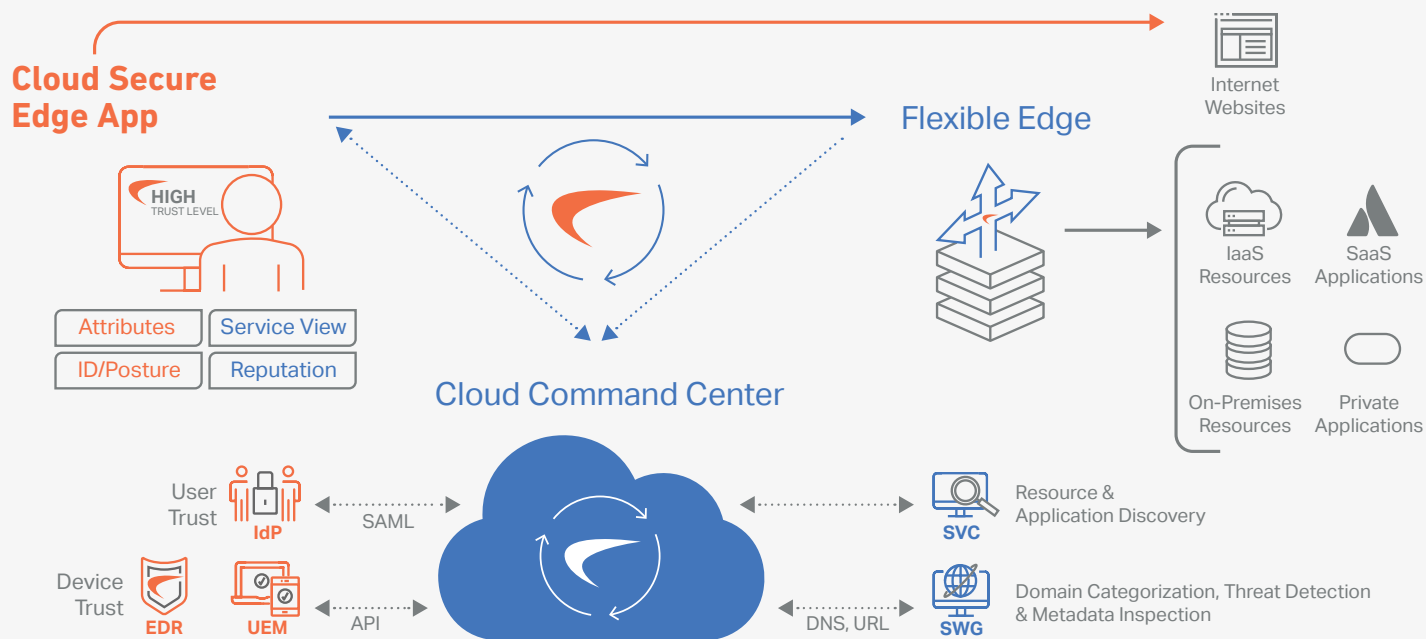 Cloud Secure
Edge App
Internet
Websites
Flexible Edge
HIGH
TRUST LEVEL
IaaS
Resources
SaaS
Applications
Attributes
Service View
ID/Posture
Reputation
Cloud Command Center
On-Premises
Resources
Private
Applications
User
Trust
IdP
SAML
SVC
Resource &
Application Discovery
Device
Trust
EDR
UEM
API
DNS, URL
SWG
Domain Categorization, Threat Detection
& Metadata Inspection